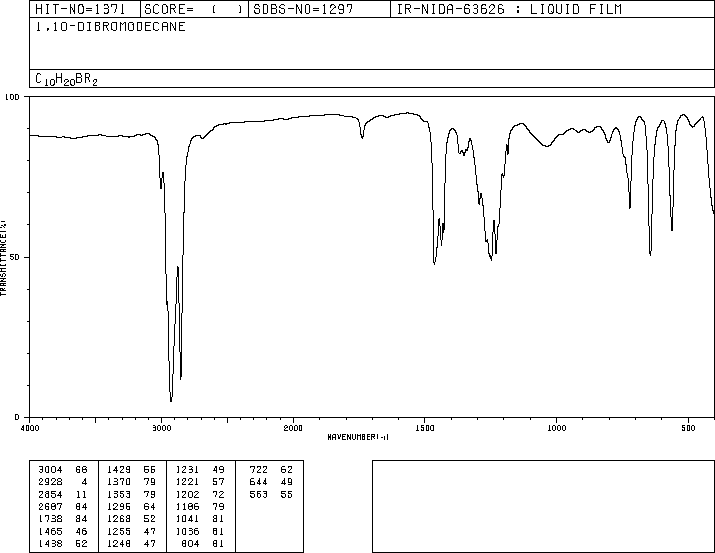 HIT-NO=1371 SCORE= ( ) SDBS-NO=1297 IR-NIDA-63626 : LIQUID FILM
1,10-DIBROMODECANE
C10H20BR2
100
50
0
TRANSMITTANCE(%)
4000 3000 2000 1500 1000 500
WAVENUMBER(-1)
3004 66 1429 55 1231 49 722 62
2928 4 1370 79 1221 57 644 49
2854 11 1353 79 1202 72 563 55
2687 84 1295 64 1186 79
1738 84 1268 52 1041 81
1465 46 1255 47 1036 81
1438 52 1248 47 804 81